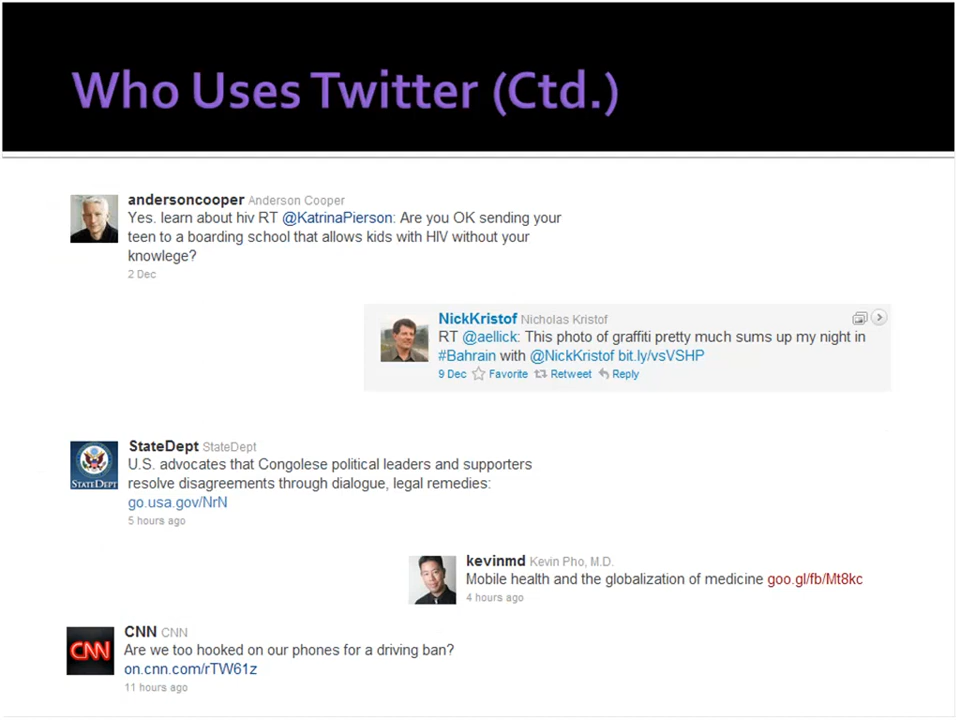 Who Uses Twitter (Ctd.)
andersoncooper Anderson Cooper
Yes. learn about hiv RT @KatrinaPierson: Are you OK sending your
teen to a boarding school that allows kids with HIV without your
knowlege?
2 Dec
NickKristof Nicholas Kristof
RT @aellick: This photo of graffiti pretty much sums up my night in
#Bahrain with @NickKristof bit.ly/vsVSHP
9 Dec Favorite Retweet Reply
StateDept StateDept
U.S. advocates that Congolese political leaders and supporters
resolve disagreements through dialogue, legal remedies:
go.usa.gov/NrN
STATEDEPT
5 hours ago
kevinmd Kevin Pho, M.D.
Mobile health and the globalization of medicine goo.gl/fb/Mt8kc
4 hours ago
CNN CNN
CNN
Are we too hooked on our phones for a driving ban?
on.cnn.com/rTW61z
11 hours ago